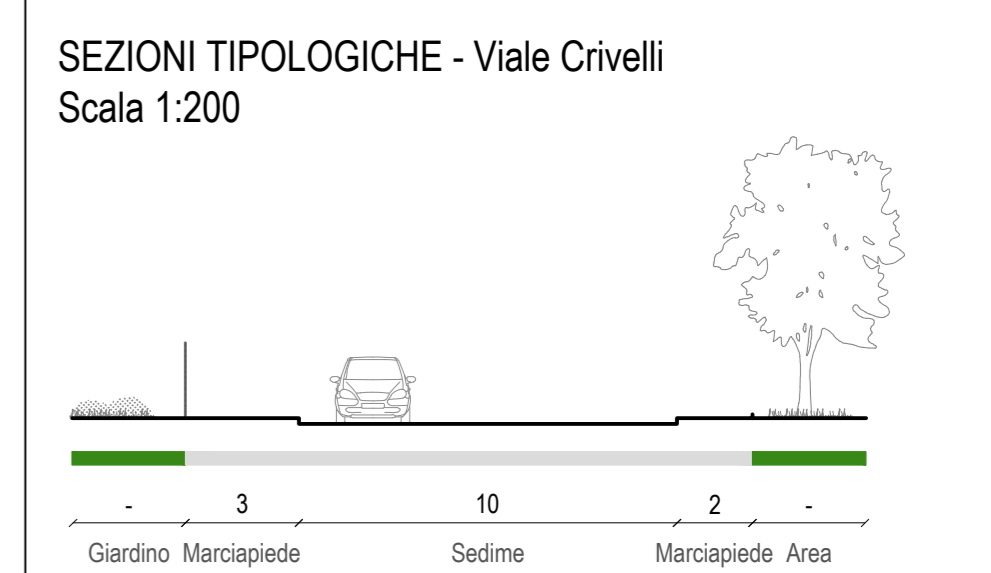 SEZIONI TIPOLOGICHE - Viale Crivelli
Scala 1:200
- 3 10 2 -
Giardino Marciapiede Sedime Marciapiede Area